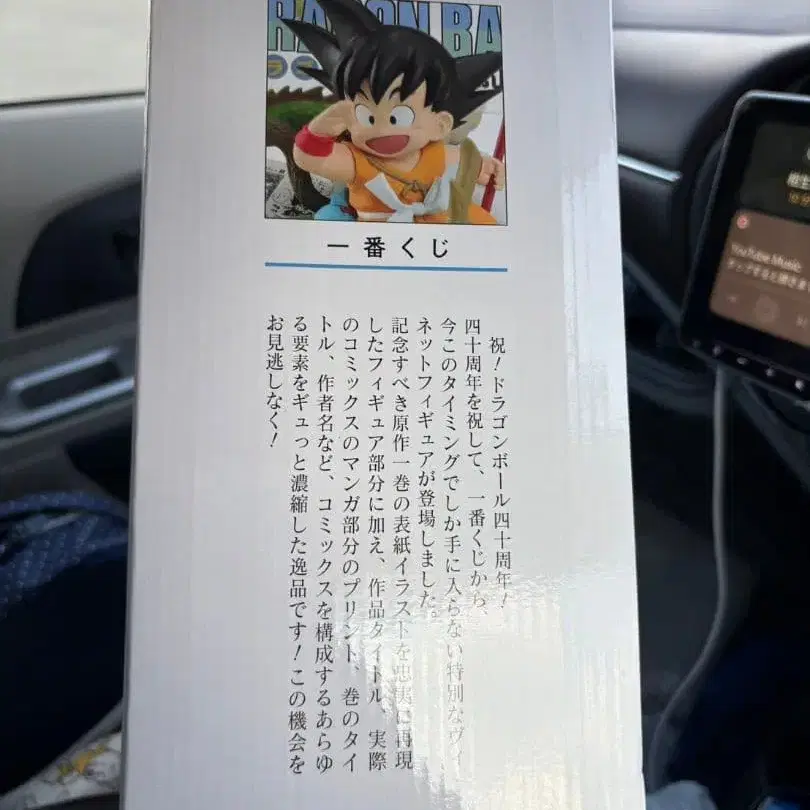 RAGON BA
一番くじ
祝！ドラゴンボール四十周年！
四十周年を祝して、一番くじから、
今このタイミングでしか手に入らない特別なヴィ
ネットフィギュアが登場しました。
記念すべき原作一巻の表紙イラストを忠実に再現
したフィギュア部分に加え、作品タイトル、実際
のコミックスのマンガ部分のプリント、巻のタイ
トル、作者名など、コミックスを構成するあらゆ
る要素をギュっと濃縮した逸品です！この機会を
お見逃しなく！
YouTube Music